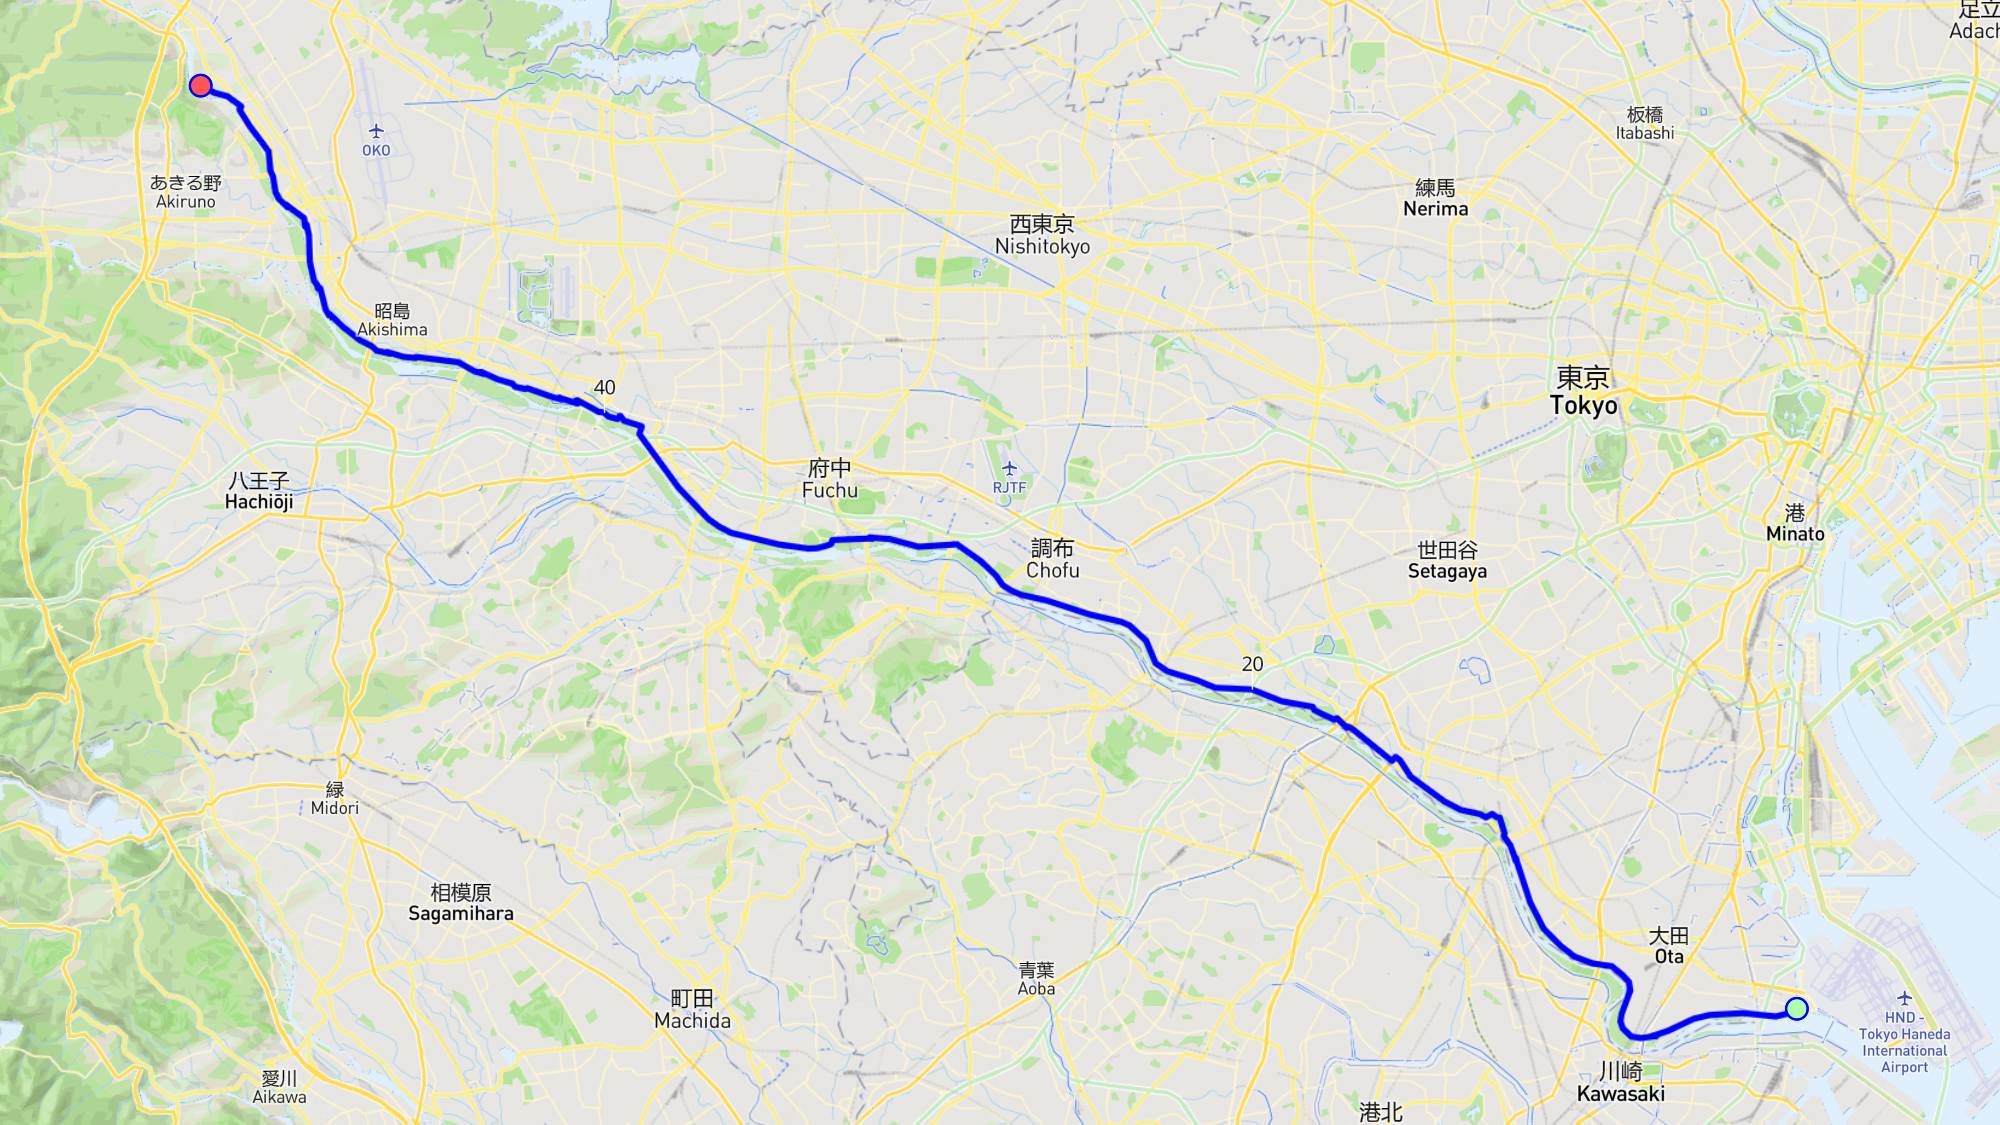 足立
Adach
板橋
Itabashi
OKO
あきる野
Akiruno
練馬
Nerima
西東京
Nishitokyo
昭島
Akishima
40
東京
Tokyo
府中
Fuchu
RJTF
八王子
Hachiōji
港
Minato
調布
Chofu
世田谷
Setagaya
20
緑
Midori
相模原
Sagamihara
大田
Ota
青葉
Aoba
町田
Machida
HND -
Tokyo Haneda
International
Airport
川崎
Kawasaki
愛川
Aikawa
港北